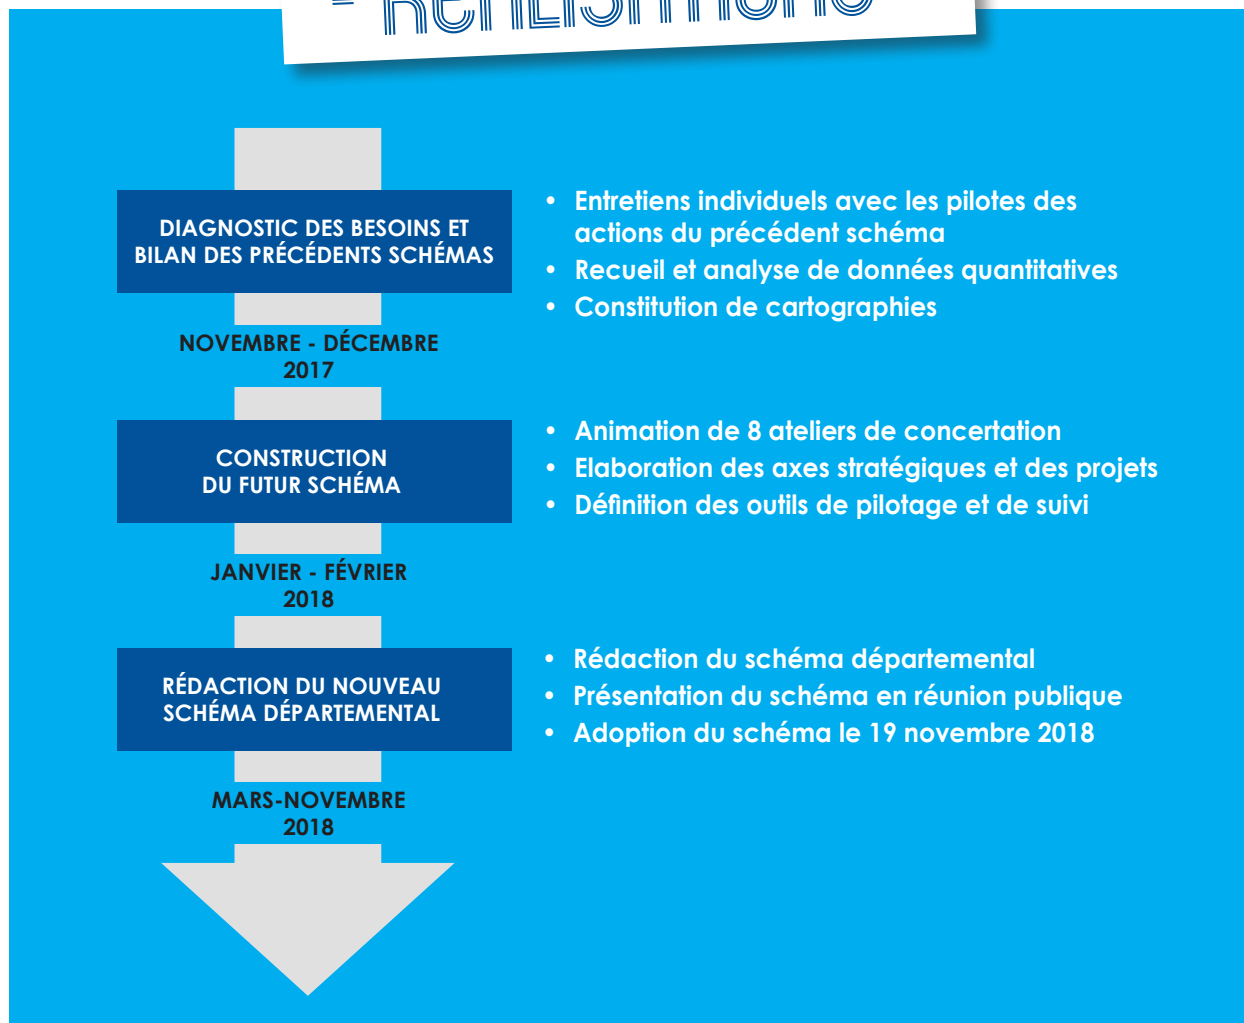 - RÉALISATIONS
DIAGNOSTIC DES BESOINS ET
BILAN DES PRÉCÉDENTS SCHÉMAS
• Entretiens individuels avec les pilotes des
actions du précédent schéma
• Recueil et analyse de données quantitatives
• Constitution de cartographies
NOVEMBRE - DÉCEMBRE
2017
CONSTRUCTION
DU FUTUR SCHÉMA
• Animation de 8 ateliers de concertation
• Elaboration des axes stratégiques et des projets
• Définition des outils de pilotage et de suivi
JANVIER - FÉVRIER
2018
RÉDACTION DU NOUVEAU
SCHÉMA DÉPARTEMENTAL
• Rédaction du schéma départemental
• Présentation du schéma en réunion publique
• Adoption du schéma le 19 novembre 2018
MARS-NOVEMBRE
2018